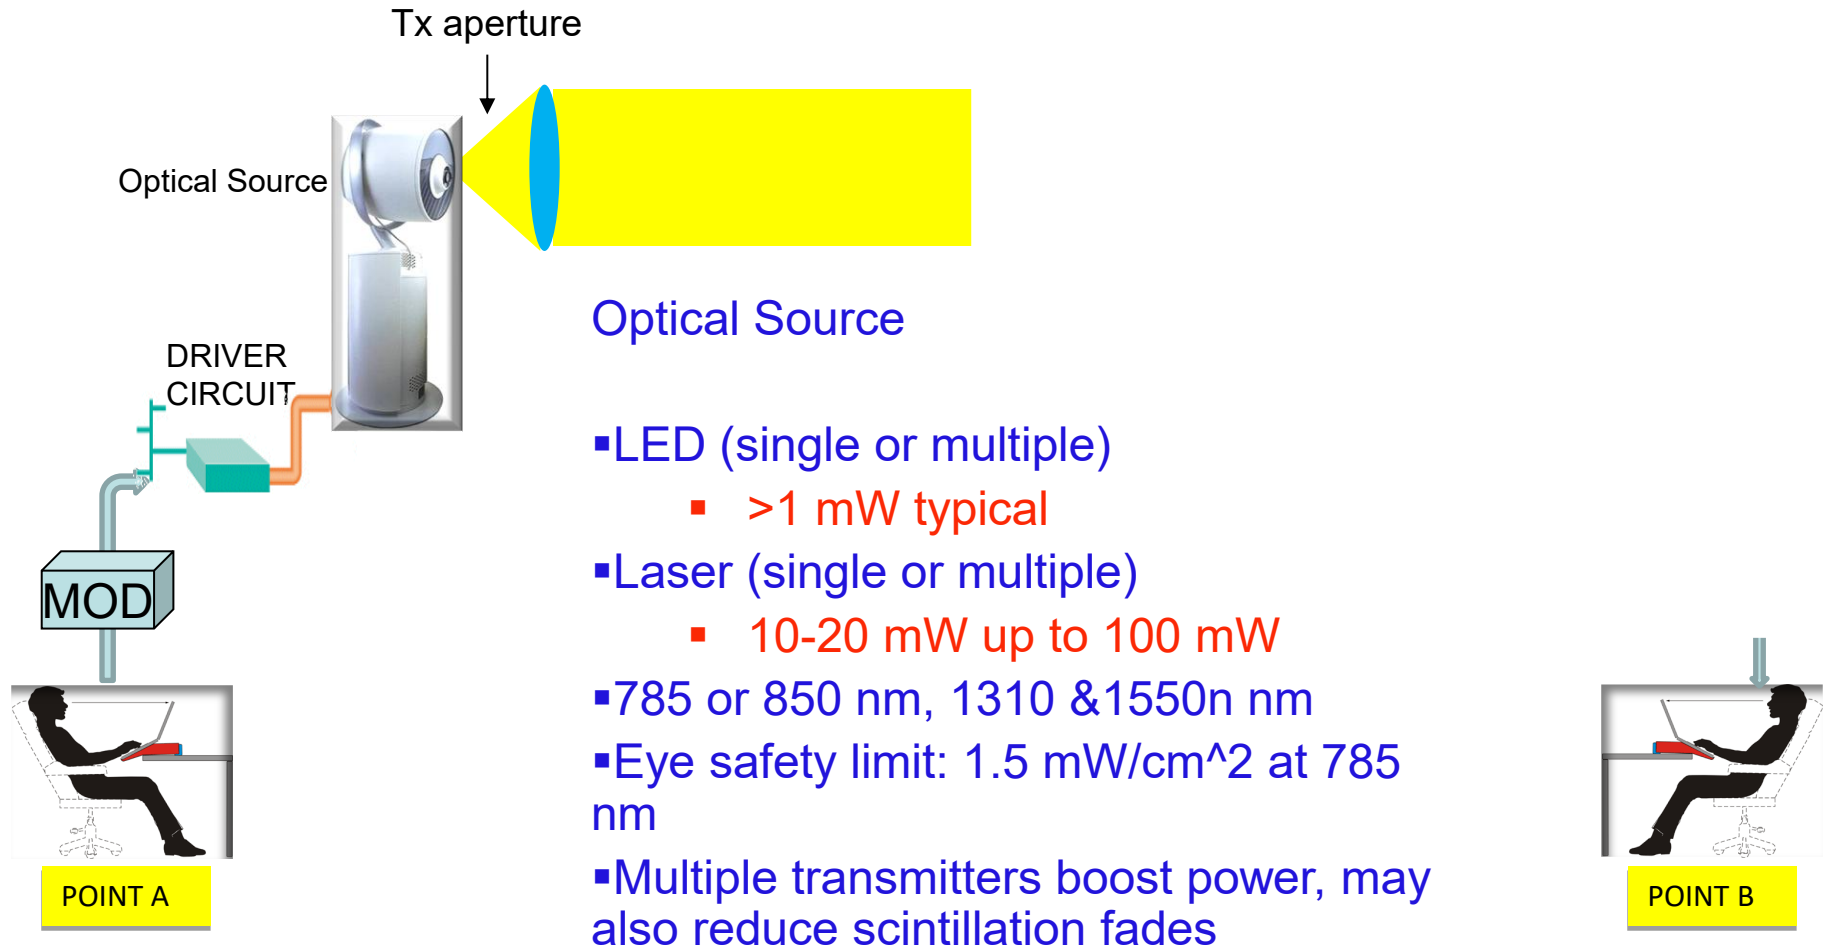 Tx aperture
Optical Source
DRIVER
CIRCUIT
MOD
POINT A
Optical Source
▪LED (single or multiple)
▪ >1 mW typical
▪Laser (single or multiple)
▪ 10-20 mW up to 100 mW
▪785 or 850 nm, 1310 &1550n nm
▪Eye safety limit: 1.5 mW/cm^2 at 785
nm
▪Multiple transmitters boost power, may
also reduce scintillation fades
POINT B